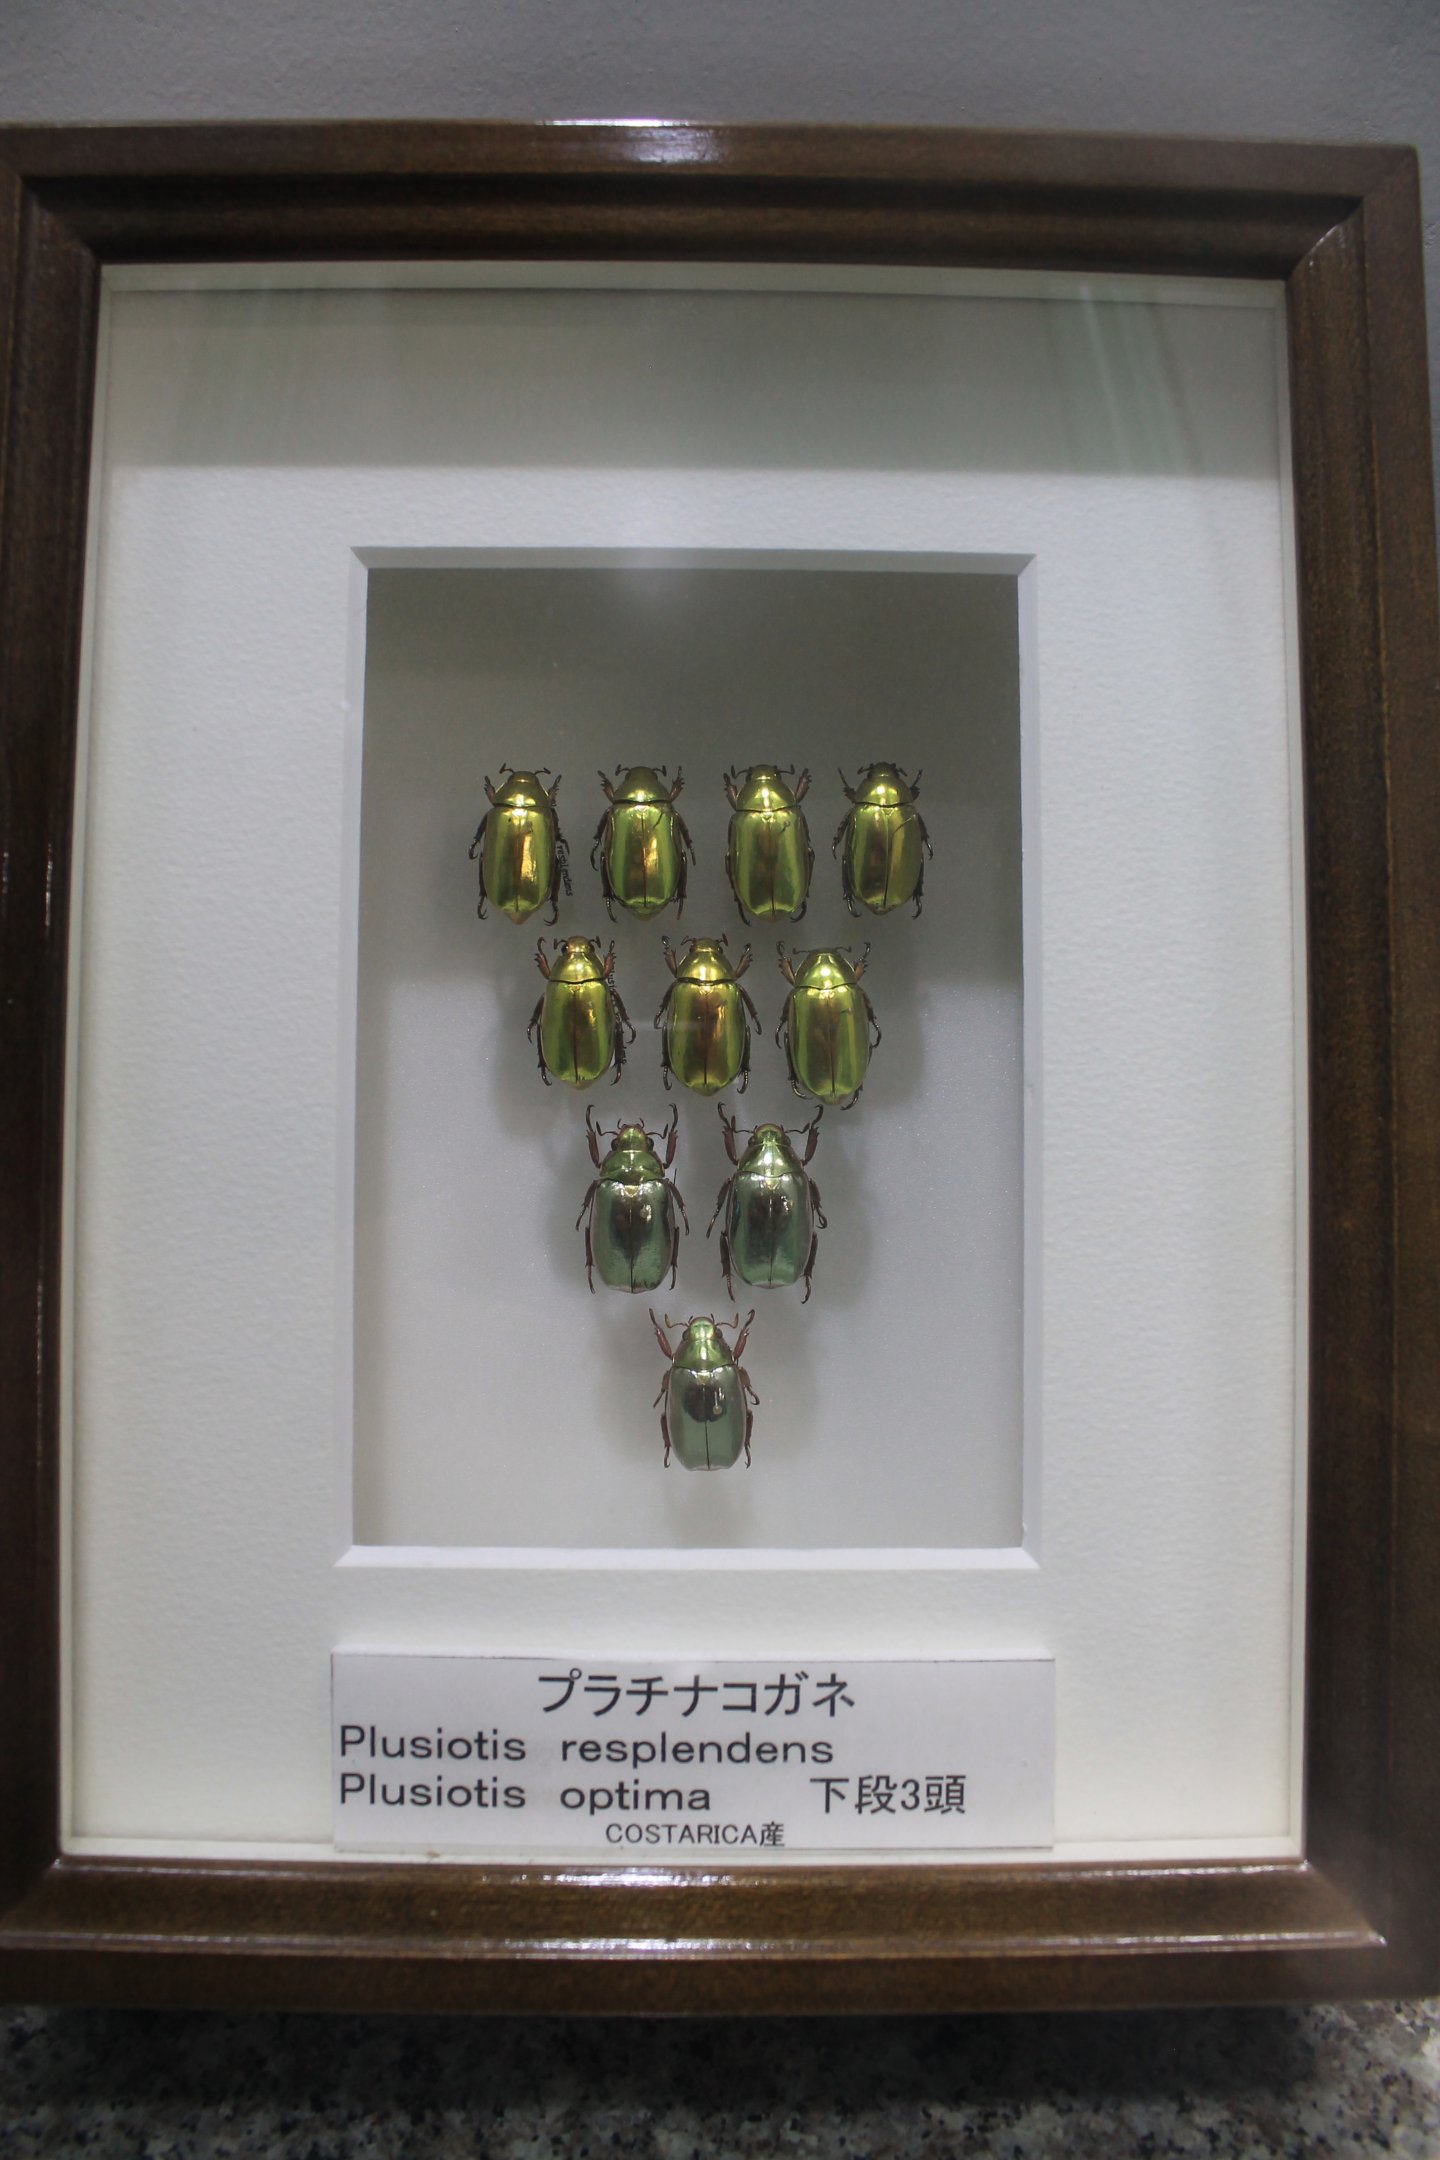 resplendens
プラチナコガネ
Plusiotis resplendens
Plusiotis optima 下段3頭
COSTARICA産